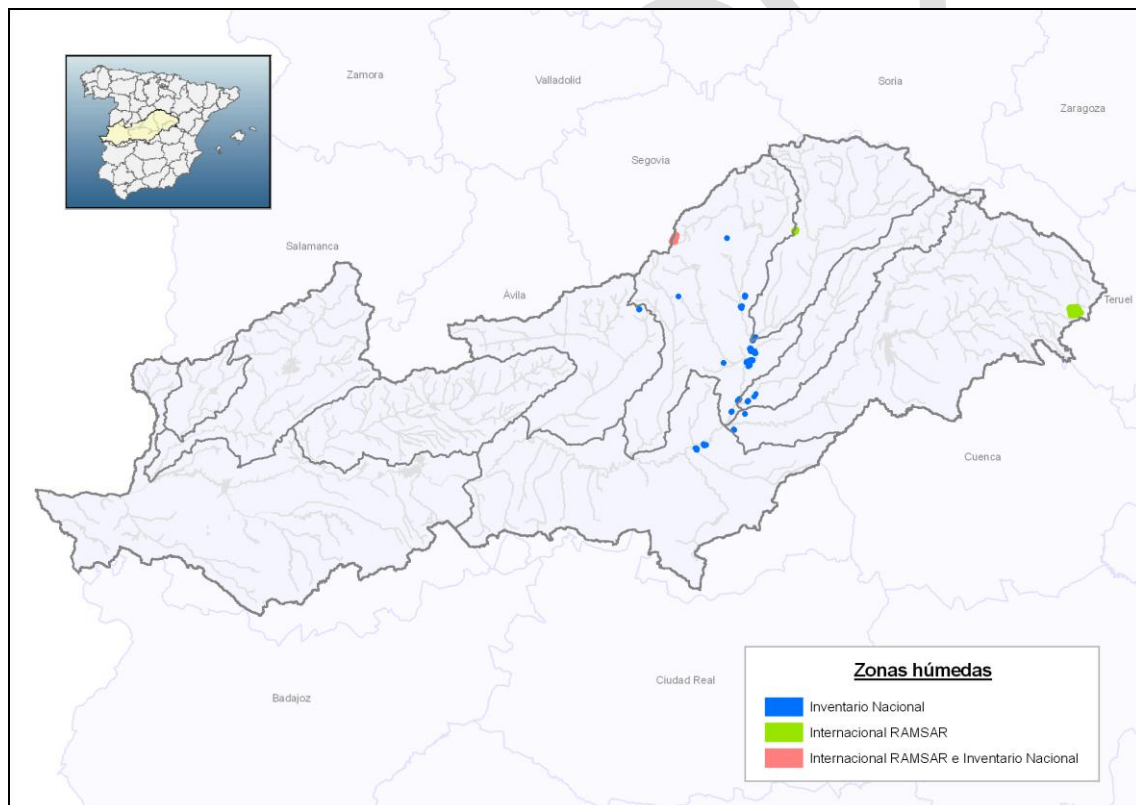 Zamora
Valladolid
Soria
Zaragoza
Segovia
Salamanca
Ávila
Teruel
Cuenca
Ciudad Real
Badajoz
Zonas húmedas
Inventario Nacional
Internacional RAMSAR
Internacional RAMSAR e Inventario Nacional